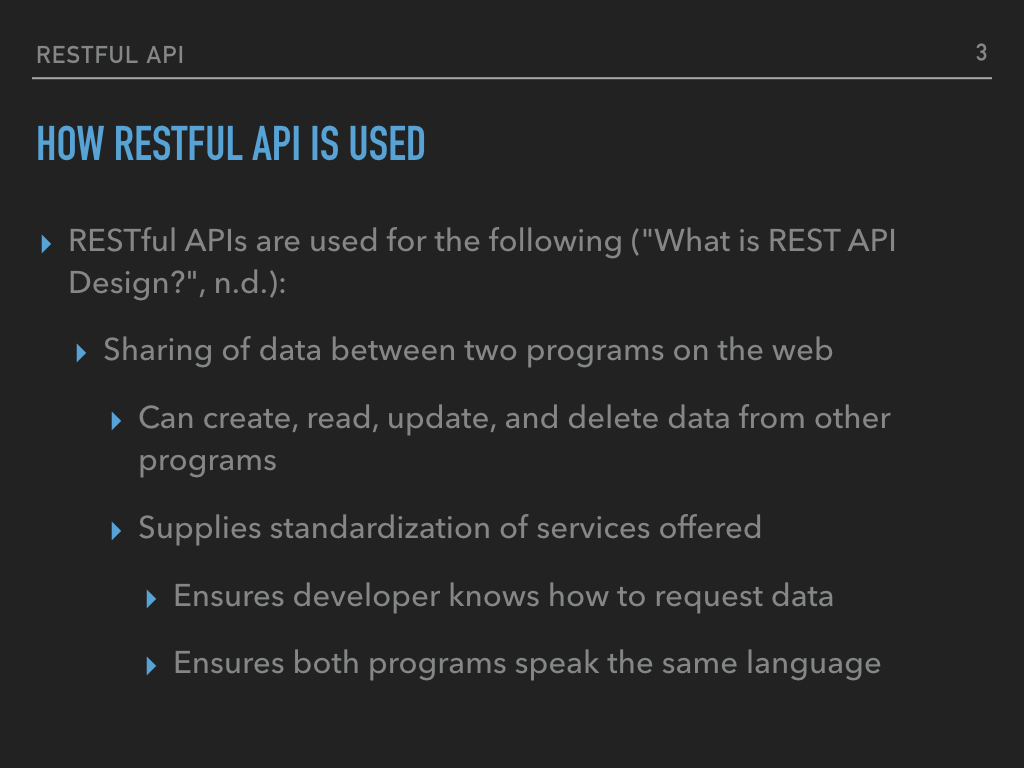 RESTFUL API
3
HOW RESTFUL API IS USED
RESTful APIs are used for the following ("What is REST API
Design?", n.d.):
Sharing of data between two programs on the web
Can create, read, update, and delete data from other
programs
Supplies standardization of services offered
Ensures developer knows how to request data
Ensures both programs speak the same language